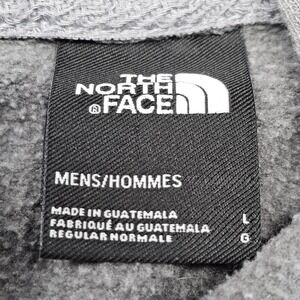 THE
NORTH
FACE
®
MENS/HOMMES
MADE IN GUATEMALA
FABRIQUÉ AU GUATEMALA
REGULAR NORMALE
L
G